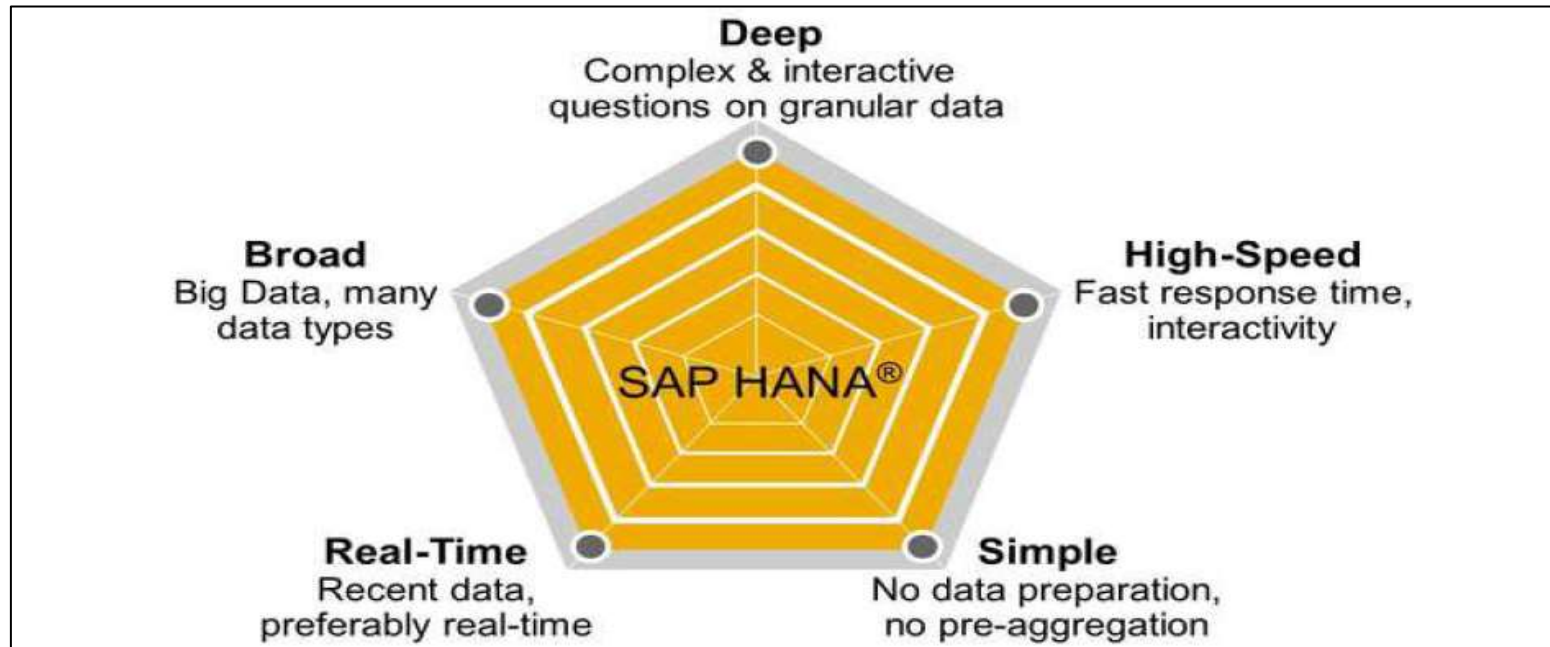 Deep
Complex & interactive
questions on granular data
Broad
Big Data, many
data types
High-Speed
Fast response time,
interactivity
SAP HANA®
Real-Time
Recent data,
preferably real-time
Simple
No data preparation,
no pre-aggregation